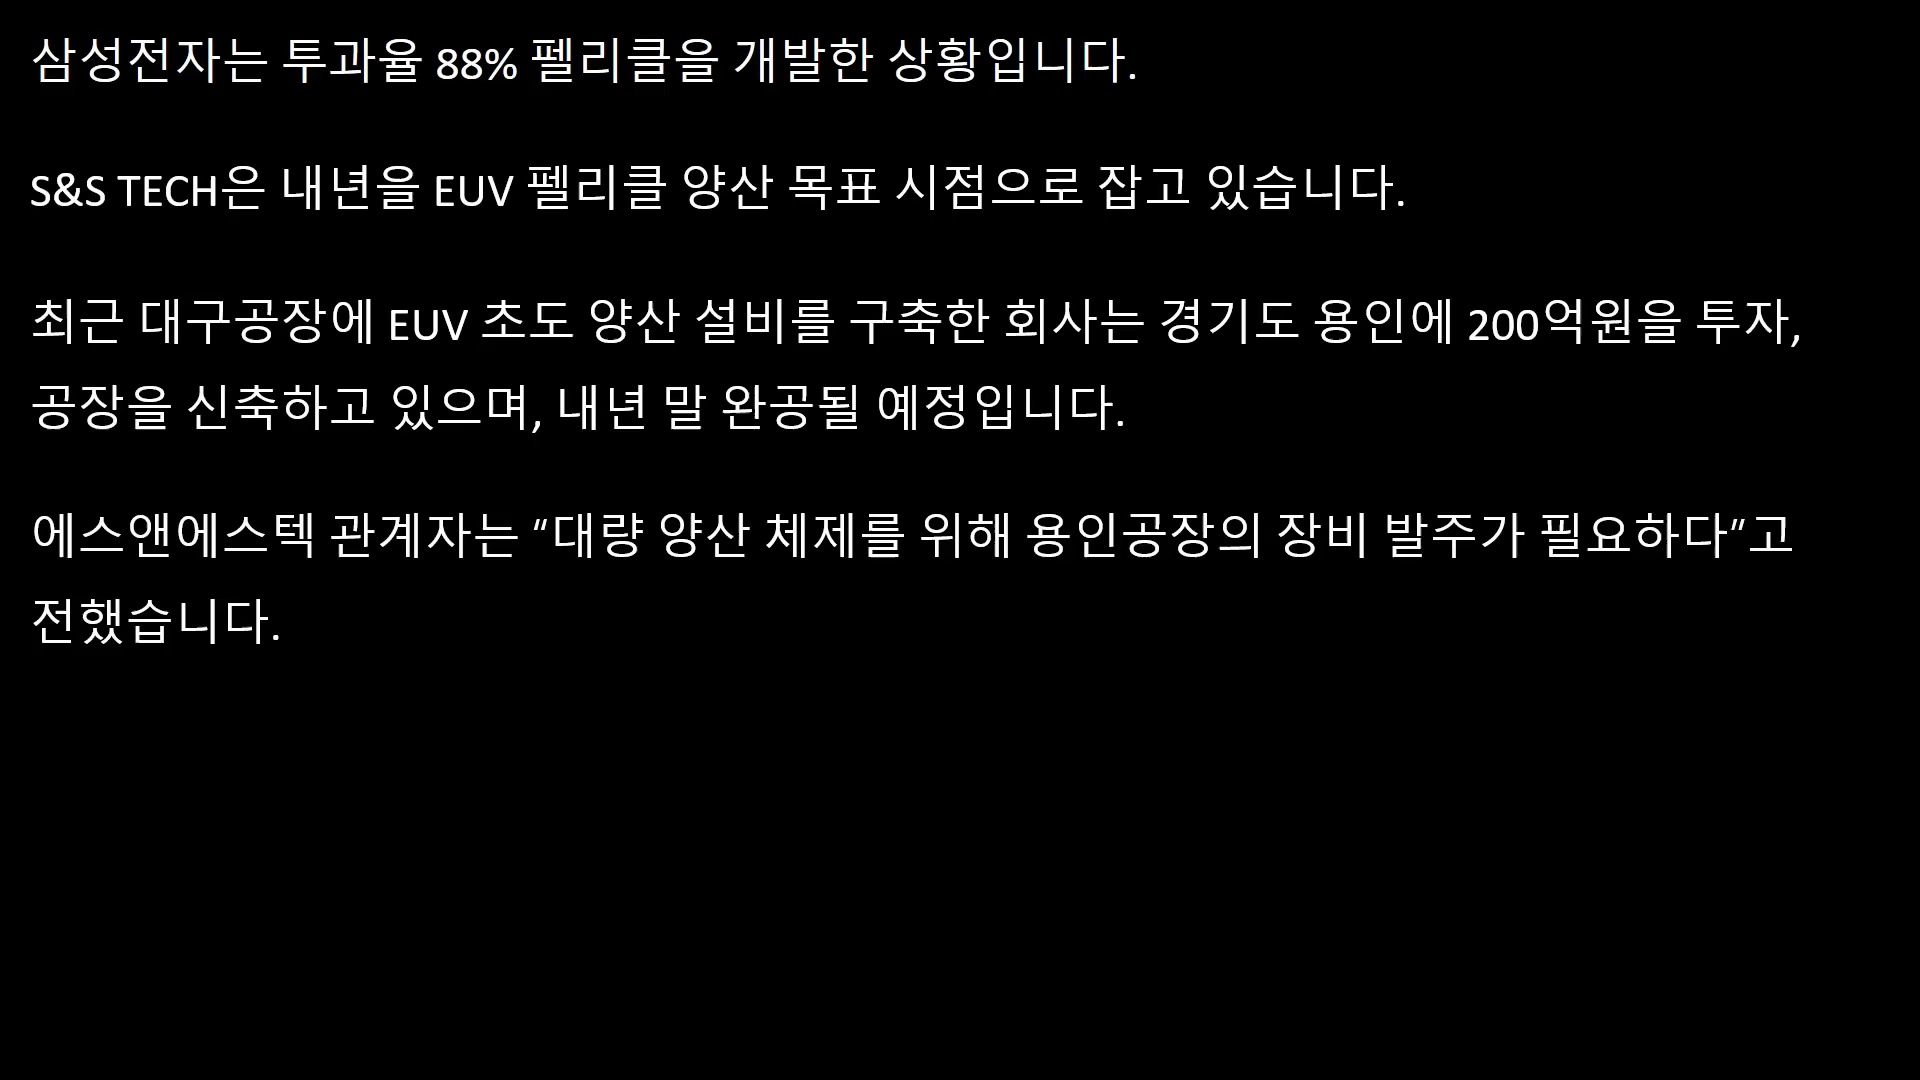 삼성전자는 투과율 88% 펠리클을 개발한 상황입니다.
S&S TECH은 내년을 EUV 펠리클 양산 목표 시점으로 잡고 있습니다.
최근 대구공장에 EUV 초도 양산 설비를 구축한 회사는 경기도 용인에 200억원을 투자,
공장을 신축하고 있으며, 내년 말 완공될 예정입니다.
에스앤에스텍 관계자는 “대량 양산 체제를 위해 용인공장의 장비 발주가 필요하다”고
전했습니다.